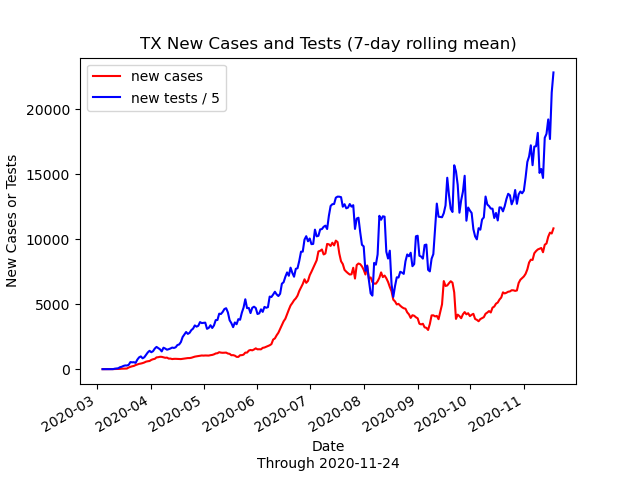 TX New Cases and Tests (7-day rolling mean)
new cases
new tests / 5
New Cases or Tests
20000
15000
10000
5000
0
2020-03
2020-04
2020-05
2020-06
2020-07
2020-08
2020-09
2020-10
2020-11
Date
Through 2020-11-24